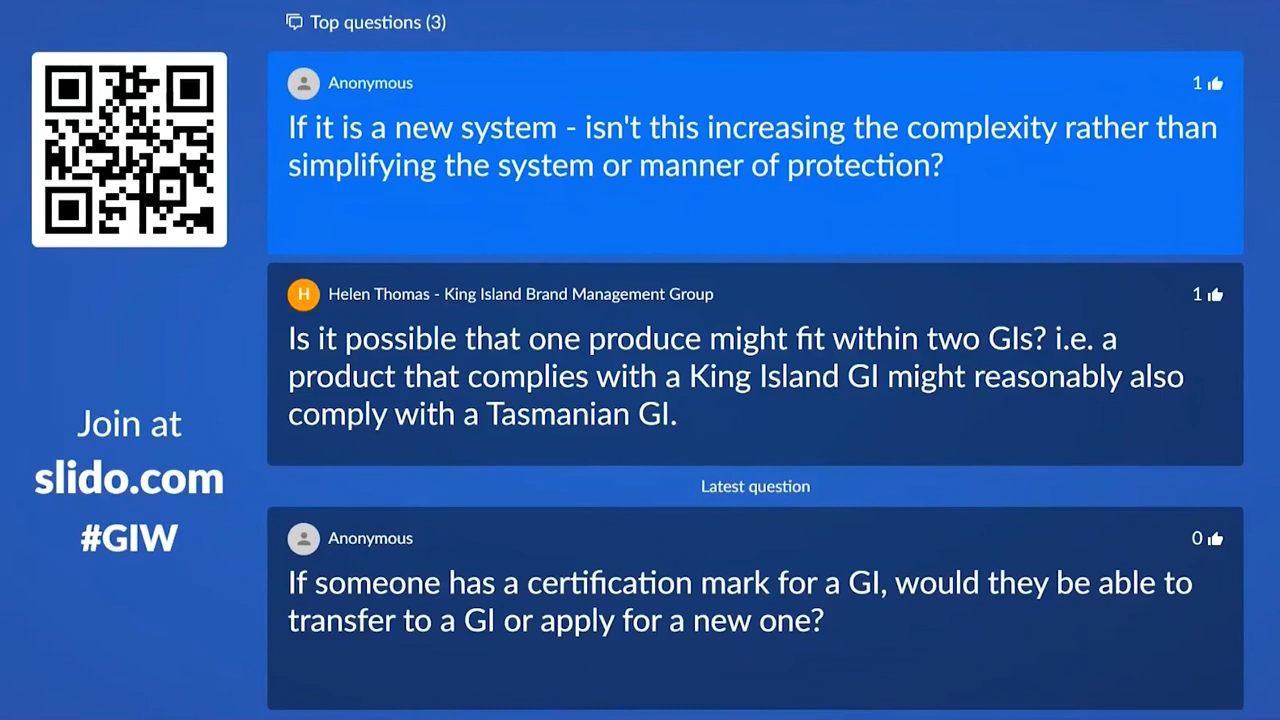 Top questions (3)
Anonymous
1
If it is a new system - isn't this increasing the complexity rather than
simplifying the system or manner of protection?
H
Helen Thomas - King Island Brand Management Group
1
Is it possible that one produce might fit within two GIs? i.e. a
product that complies with a King Island GI might reasonably also
comply with a Tasmanian GI.
Join at
slido.com
#GIW
Latest question
Anonymous
0
If someone has a certification mark for a GI, would they be able to
transfer to a GI or apply for a new one?